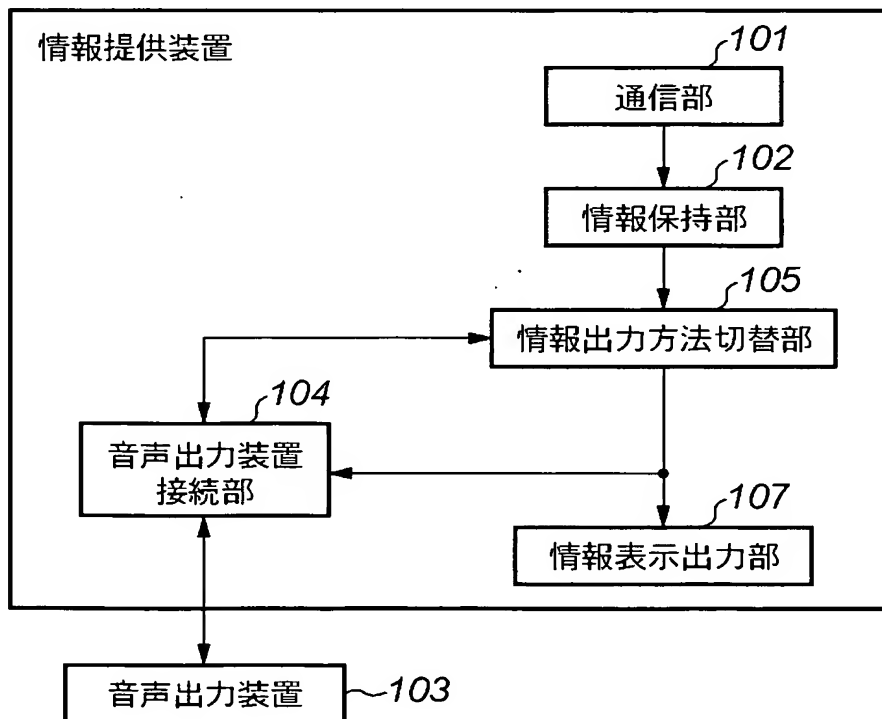 情報提供装置
101
通信部
102
情報保持部
105
情報出力方法切替部
104
音声出力装置
接続部
107
情報表示出力部
音声出力装置
103